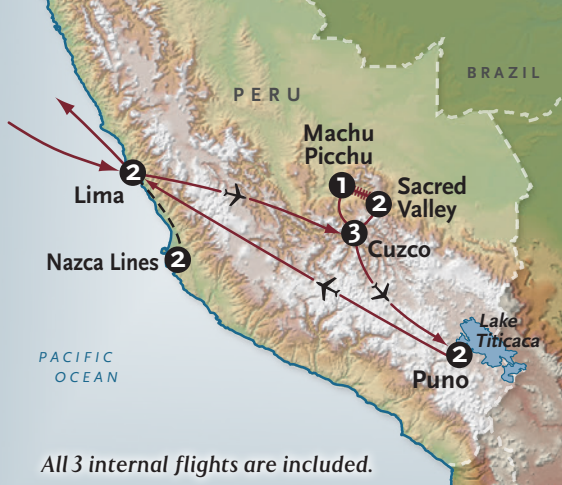 BRAZIL
PERU
Machu
Picchu
1
2
Sacred
Valley
2
Lima
3
Cuzco
Nazca Lines
2
Lake
Titicaca
2
Puno
PACIFIC
OCEAN
All 3 internal flights are included.